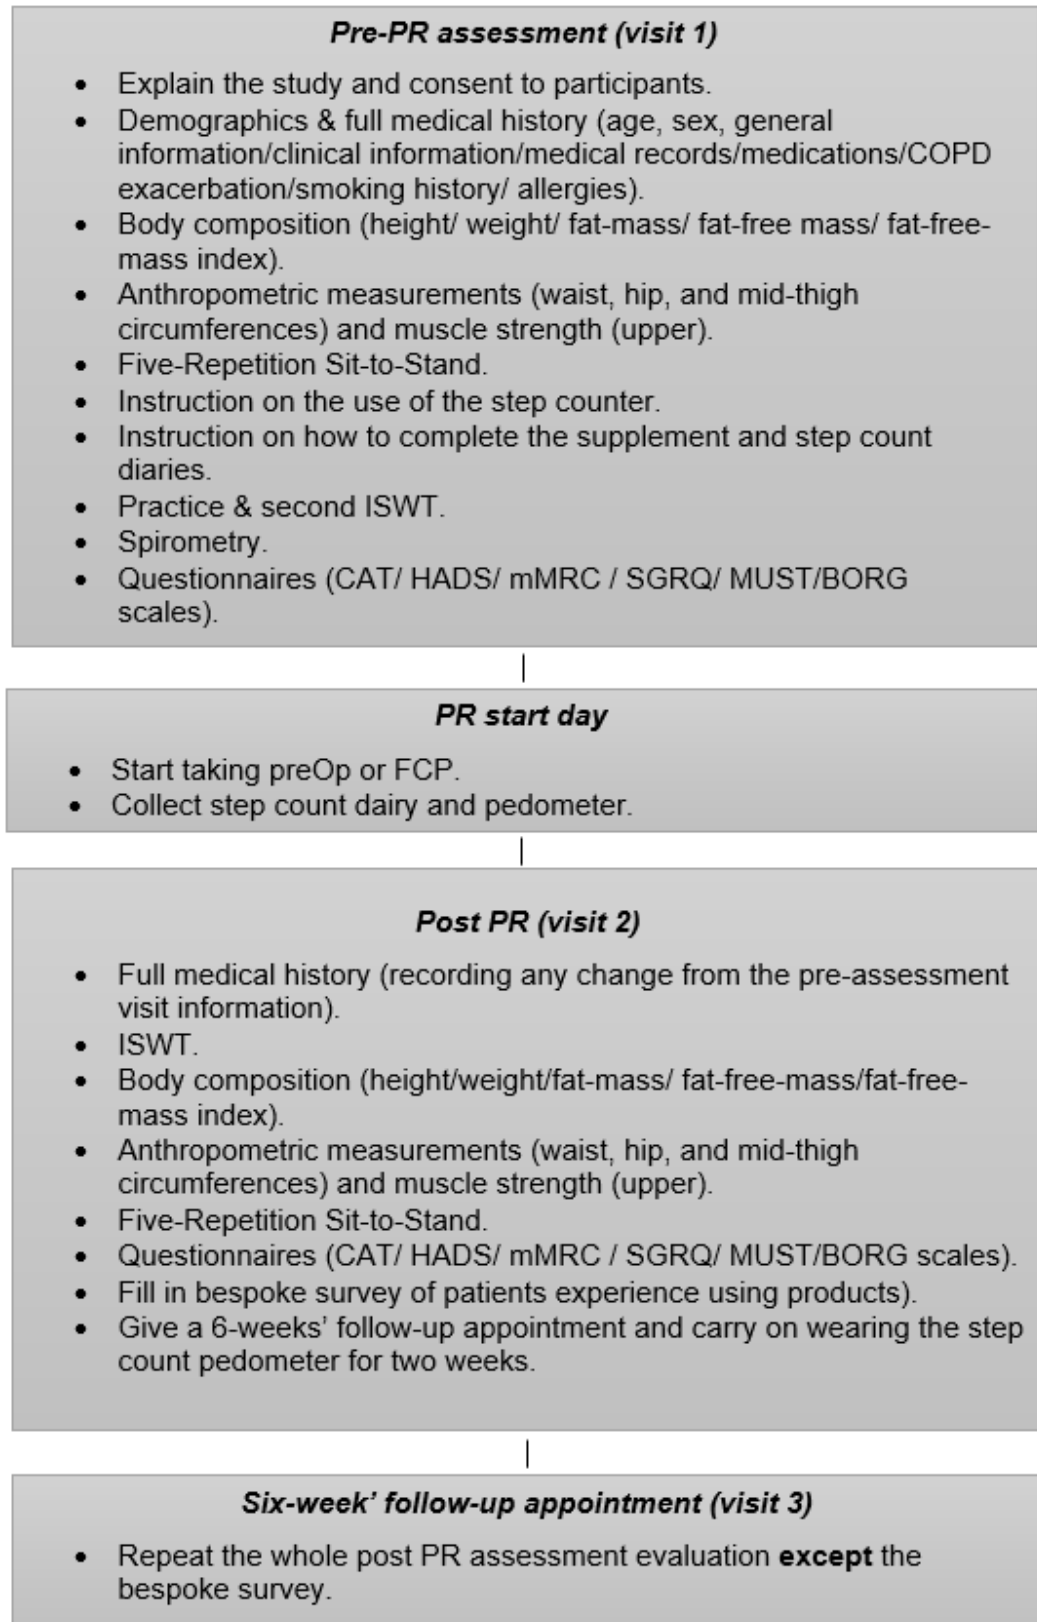 Pre-PR assessment (visit 1)
• Explain the study and consent to participants.
• Demographics & full medical history (age, sex, general
information/clinical information/medical records/medications/COPD
exacerbation/smoking history/ allergies).
• Body composition (height/ weight/ fat-mass/ fat-free mass/ fat-free-
mass index).
• Anthropometric measurements (waist, hip, and mid-thigh
circumferences) and muscle strength (upper).
• Five-Repetition Sit-to-Stand.
• Instruction on the use of the step counter.
• Instruction on how to complete the supplement and step count
diaries.
• Practice & second ISWT.
• Spirometry.
• Questionnaires (CAT/ HADS/ mMRC / SGRQ/ MUST/BORG
scales).
PR start day
• Start taking preOp or FCP.
• Collect step count dairy and pedometer.
Post PR (visit 2)
• Full medical history (recording any change from the pre-assessment
visit information).
• ISWT.
• Body composition (height/weight/fat-mass/ fat-free-mass/fat-free-
mass index).
• Anthropometric measurements (waist, hip, and mid-thigh
circumferences) and muscle strength (upper).
• Five-Repetition Sit-to-Stand.
• Questionnaires (CAT/ HADS/ mMRC / SGRQ/ MUST/BORG scales).
• Fill in bespoke survey of patients experience using products).
• Give a 6-weeks’ follow-up appointment and carry on wearing the step
count pedometer for two weeks.
Six-week’ follow-up appointment (visit 3)
• Repeat the whole post PR assessment evaluation except the
bespoke survey.